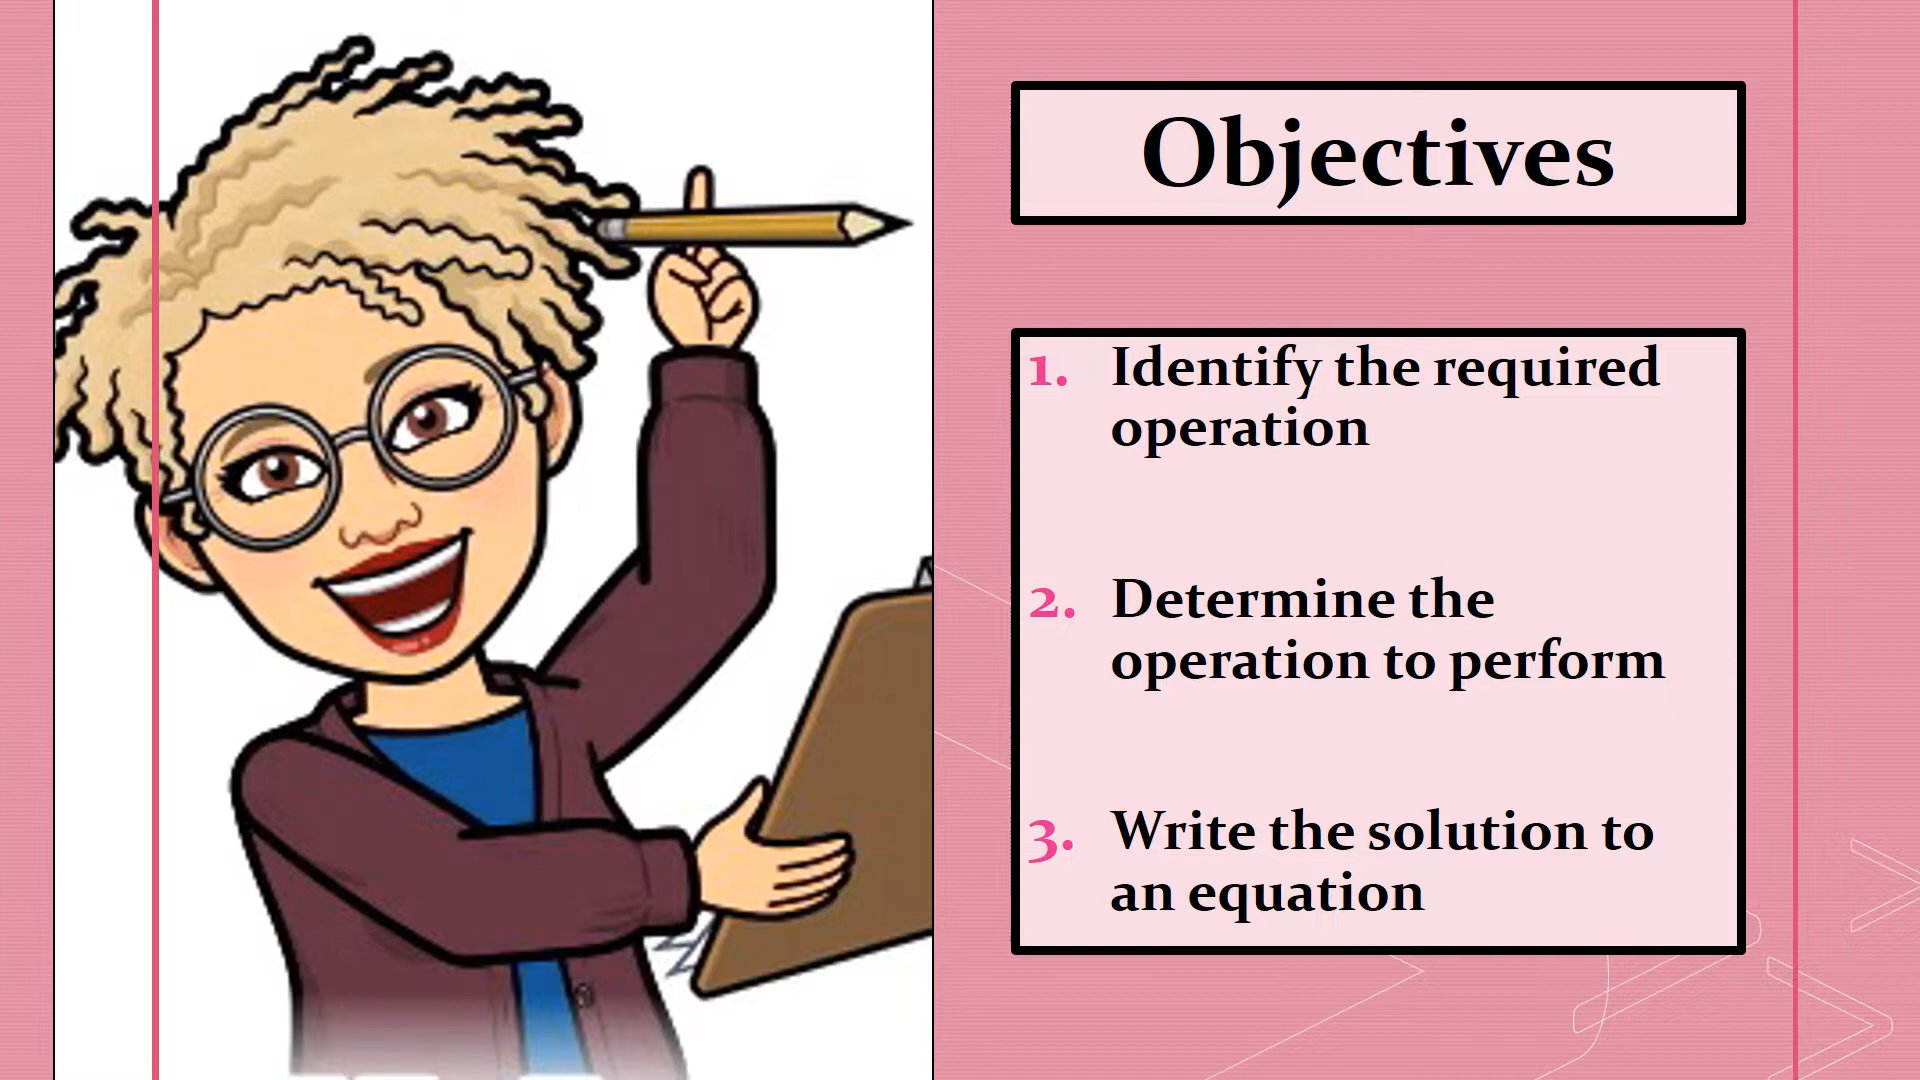 Objectives
1. Identify the required
operation
2. Determine the
operation to perform
3. Write the solution to
an equation